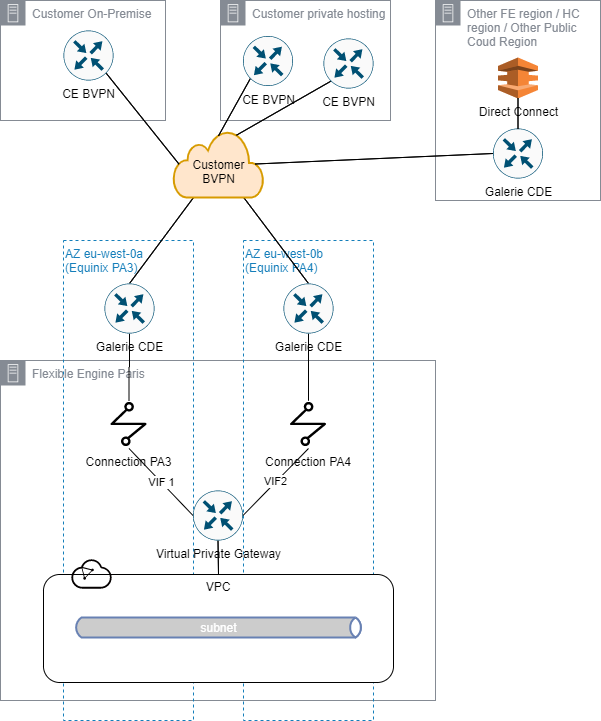 Customer On-Premise
CE BVPN
Customer private hosting
CE BVPN
CE BVPN
Other FE region / HC
region / Other Public
Coud Region
Direct Connect
Galerie CDE
Customer
BVPN
AZ eu-west-0a
(Equinix PA3)
AZ eu-west-0b
(Equinix PA4)
Galerie CDE
Galerie CDE
Flexible Engine Paris
Connection PA3
Connection PA4
VIF 1
VIF2
Virtual Private Gateway
VPC
subnet